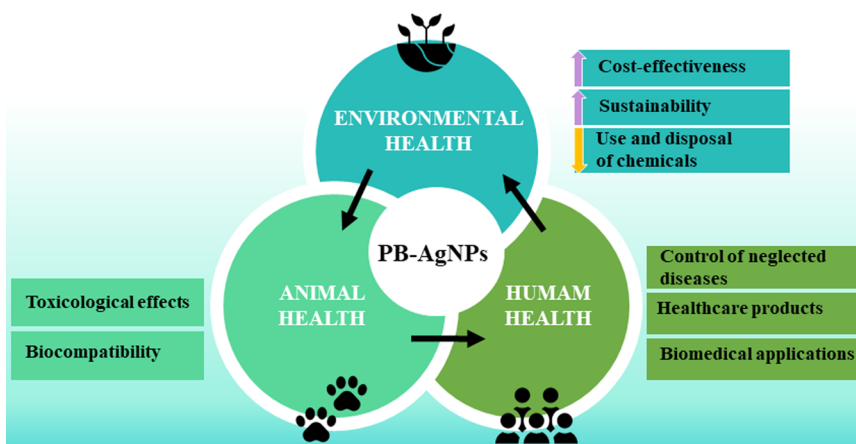 ENVIRONMENTAL
HEALTH
Cost-effectiveness
Sustainability
Use and disposal
of chemicals
PB-AgNPs
ANIMAL
HEALTH
HUMAM
HEALTH
Toxicological effects
Biocompatibility
Control of neglected
diseases
Healthcare products
Biomedical applications